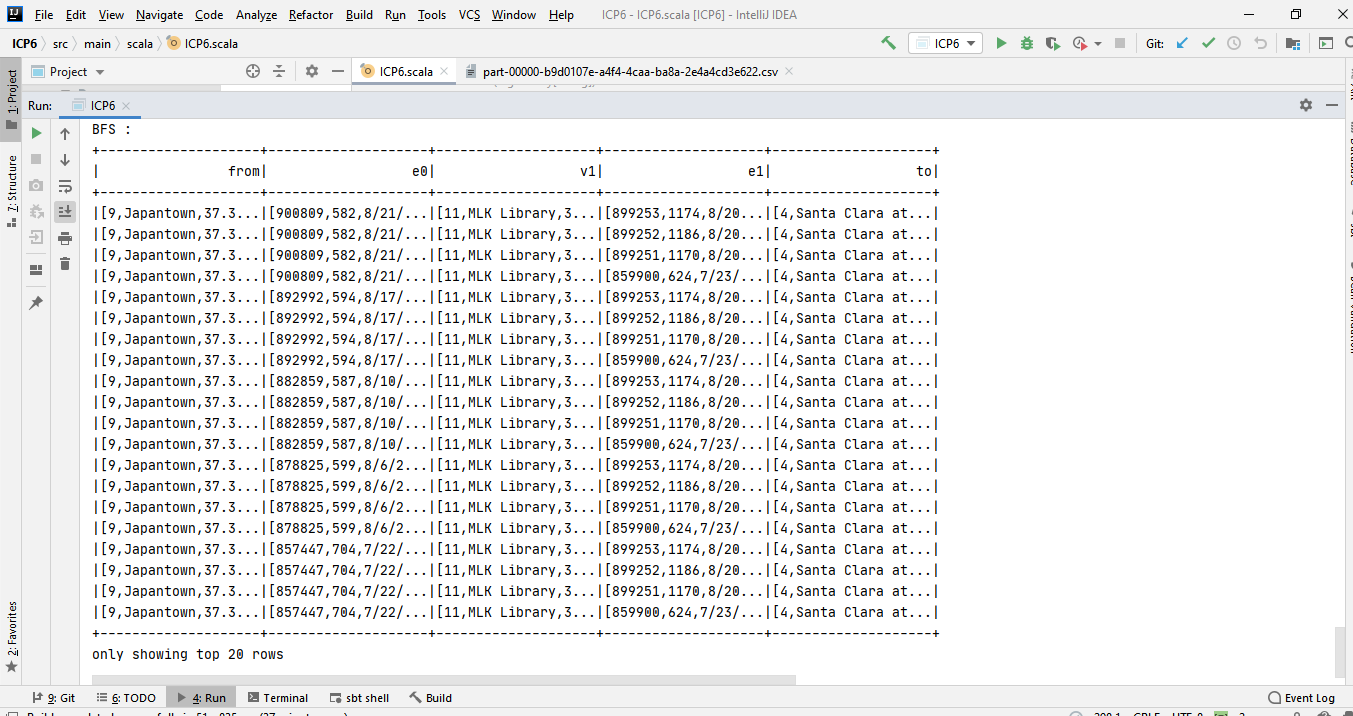 File Edit View Navigate Code Analyze Refactor Build Run Tools VCS Window Help ICP6 - ICP6.scala [ICP6] - IntelliJ IDEA
ICP6 src main scala ICP6.scala ICP6 Git:
1: Project Project ICP6.scala part-00000-b9d0107e-a4f4-4caa-ba8a-2e4a4cd3e622.csv
Run: ICP6
BFS :
+--------------------+--------------------+--------------------+--------------------+--------------------+
| from| e0| v1| e1| to|
+--------------------+--------------------+--------------------+--------------------+--------------------+
|[9,Japantown,37.3...|[900809,582,8/21/...|[11,MLK Library,3...|[899253,1174,8/20...|[4,Santa Clara at...|
|[9,Japantown,37.3...|[900809,582,8/21/...|[11,MLK Library,3...|[899252,1186,8/20...|[4,Santa Clara at...|
|[9,Japantown,37.3...|[900809,582,8/21/...|[11,MLK Library,3...|[899251,1170,8/20...|[4,Santa Clara at...|
|[9,Japantown,37.3...|[900809,582,8/21/...|[11,MLK Library,3...|[859900,624,7/23/...|[4,Santa Clara at...|
|[9,Japantown,37.3...|[892992,594,8/17/...|[11,MLK Library,3...|[899253,1174,8/20...|[4,Santa Clara at...|
|[9,Japantown,37.3...|[892992,594,8/17/...|[11,MLK Library,3...|[899252,1186,8/20...|[4,Santa Clara at...|
|[9,Japantown,37.3...|[892992,594,8/17/...|[11,MLK Library,3...|[899251,1170,8/20...|[4,Santa Clara at...|
|[9,Japantown,37.3...|[892992,594,8/17/...|[11,MLK Library,3...|[859900,624,7/23/...|[4,Santa Clara at...|
|[9,Japantown,37.3...|[882859,587,8/10/...|[11,MLK Library,3...|[899253,1174,8/20...|[4,Santa Clara at...|
|[9,Japantown,37.3...|[882859,587,8/10/...|[11,MLK Library,3...|[899252,1186,8/20...|[4,Santa Clara at...|
|[9,Japantown,37.3...|[882859,587,8/10/...|[11,MLK Library,3...|[899251,1170,8/20...|[4,Santa Clara at...|
|[9,Japantown,37.3...|[882859,587,8/10/...|[11,MLK Library,3...|[859900,624,7/23/...|[4,Santa Clara at...|
|[9,Japantown,37.3...|[878825,599,8/6/2...|[11,MLK Library,3...|[899253,1174,8/20...|[4,Santa Clara at...|
|[9,Japantown,37.3...|[878825,599,8/6/2...|[11,MLK Library,3...|[899252,1186,8/20...|[4,Santa Clara at...|
|[9,Japantown,37.3...|[878825,599,8/6/2...|[11,MLK Library,3...|[899251,1170,8/20...|[4,Santa Clara at...|
|[9,Japantown,37.3...|[878825,599,8/6/2...|[11,MLK Library,3...|[859900,624,7/23/...|[4,Santa Clara at...|
|[9,Japantown,37.3...|[857447,704,7/22/...|[11,MLK Library,3...|[899253,1174,8/20...|[4,Santa Clara at...|
|[9,Japantown,37.3...|[857447,704,7/22/...|[11,MLK Library,3...|[899252,1186,8/20...|[4,Santa Clara at...|
|[9,Japantown,37.3...|[857447,704,7/22/...|[11,MLK Library,3...|[899251,1170,8/20...|[4,Santa Clara at...|
|[9,Japantown,37.3...|[857447,704,7/22/...|[11,MLK Library,3...|[859900,624,7/23/...|[4,Santa Clara at...|
+--------------------+--------------------+--------------------+--------------------+--------------------+
only showing top 20 rows
7: Structure
2: Favorites
9: Git 6: TODO 4: Run Terminal sbt shell Build Event Log